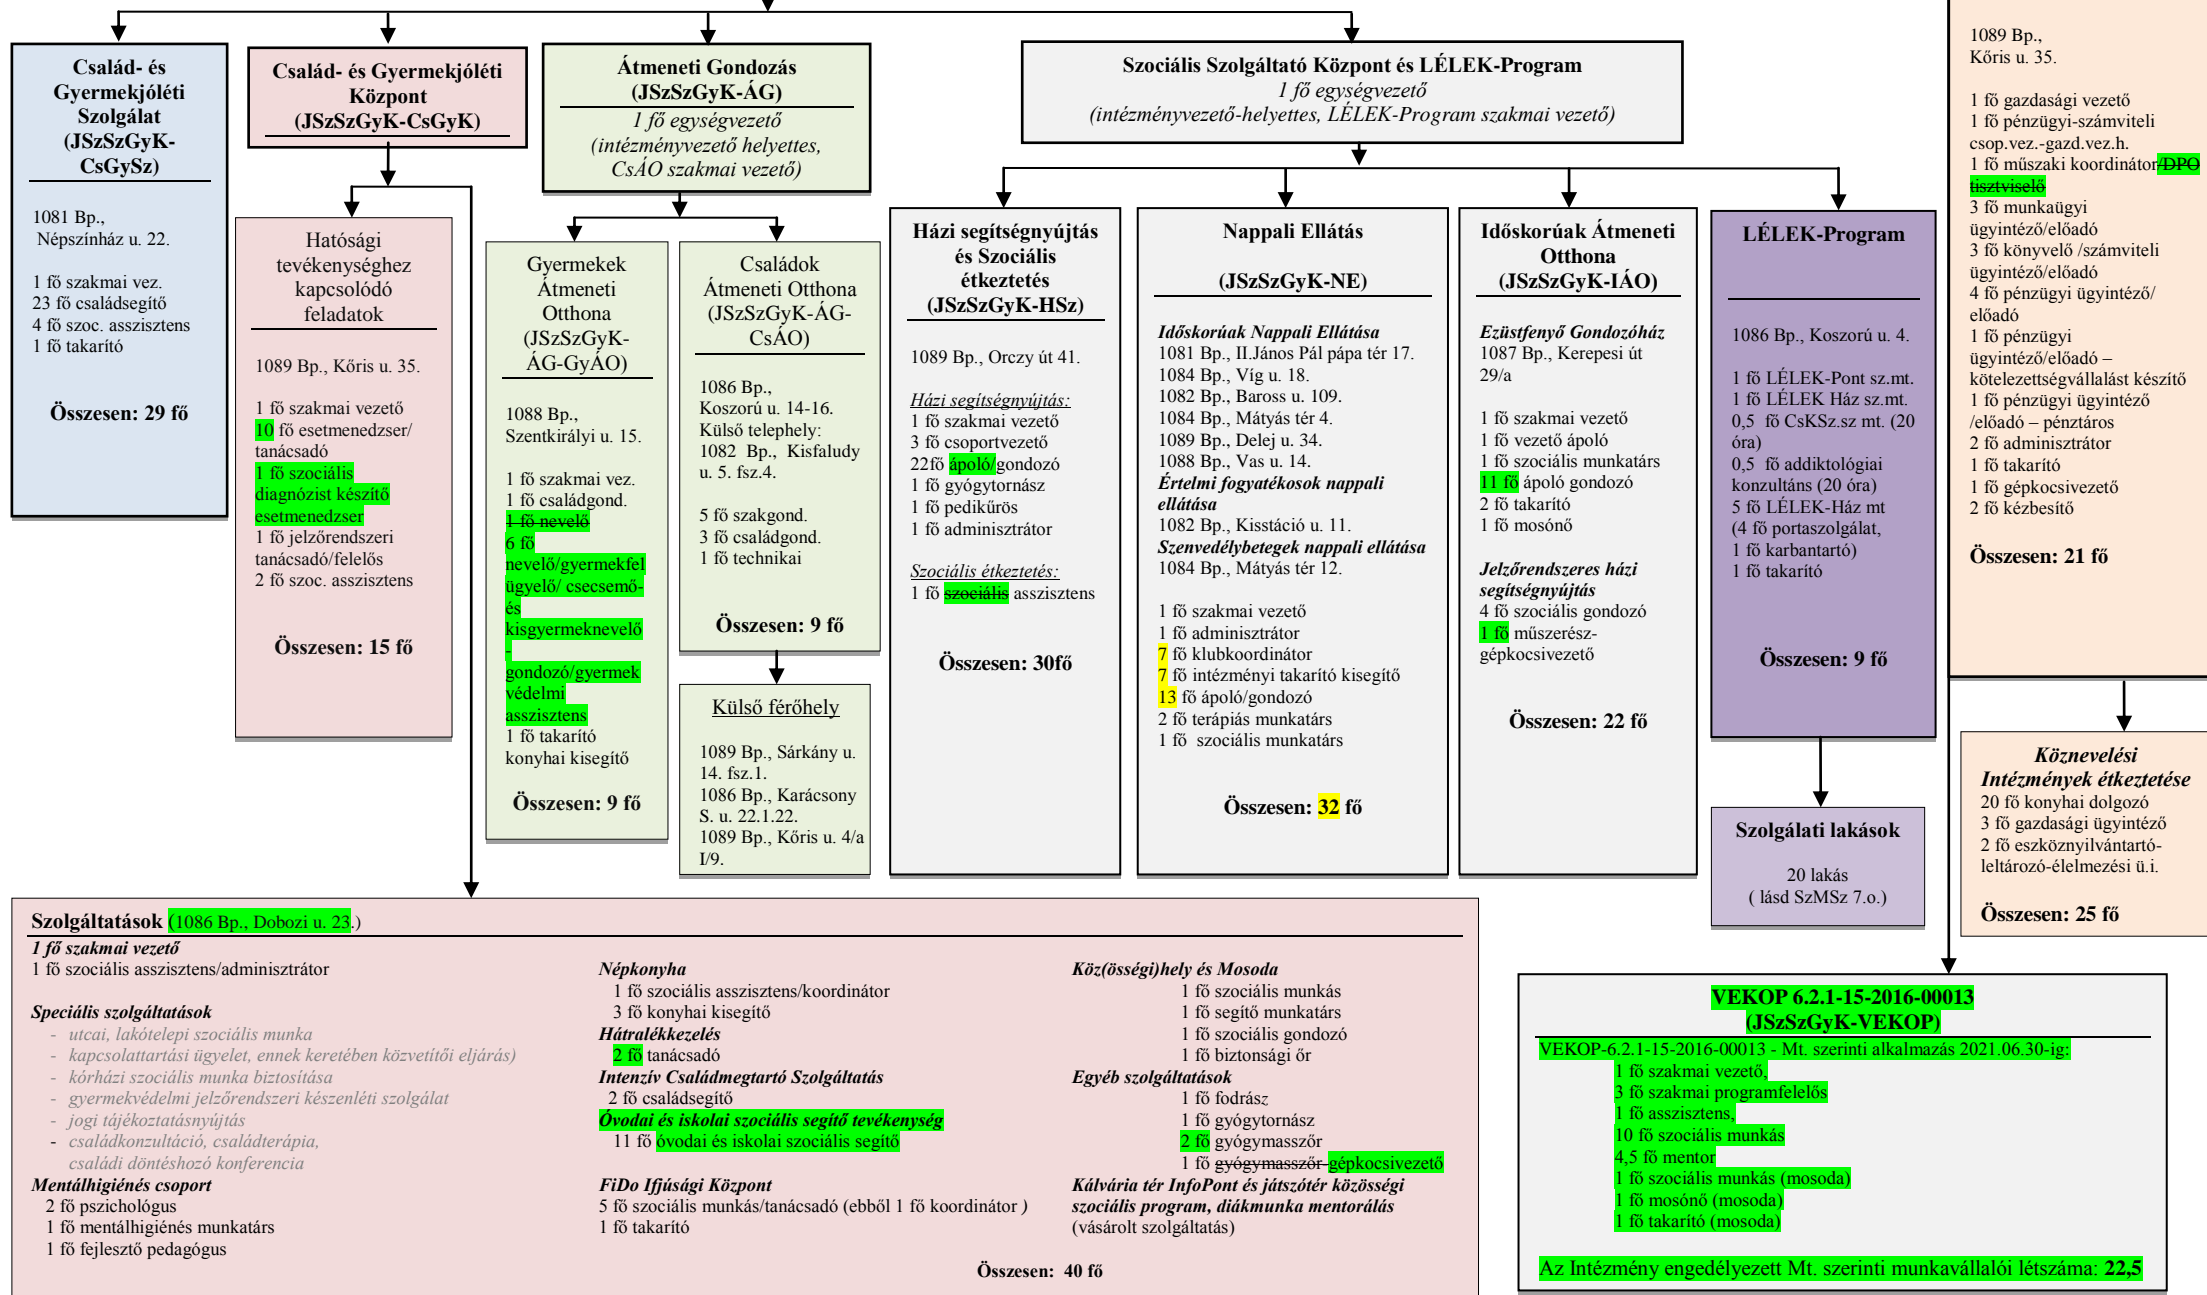 Család- és
Gyermekjóléti
Szolgálat
(JSzSzGyK-
CsGySz)
1081 Bp.,
Népszínház u. 22.
1 fő szakmai vez.
23 fő családsegítő
4 fő szoc. asszisztens
1 fő takarító
Összesen: 29 fő
Család- és Gyermekjóléti
Központ
(JSzSzGyK-CsGyK)
Hatósági
tevékenységhez
kapcsolódó
feladatok
1089 Bp., Kőris u. 35.
1 fő szakmai vezető
10 fő esetmenedzser/
tanácsadó
1 fő szociális
diagnózist készítő
esetmenedzser
1 fő jelzőrendszeri
tanácsadó/felelős
2 fő szoc. asszisztens
Összesen: 15 fő
Átmeneti Gondozás
(JSzSzGyK-ÁG)
1 fő egységvezető
(intézményvezető helyettes,
CsÁO szakmai vezető)
Gyermekek
Átmeneti
Otthona
(JSzSzGyK-
ÁG-GyÁO)
1088 Bp.,
Szentkirályi u. 15.
1 fő szakmai vez.
1 fő családgond.
1 fő nevelő
6 fő
nevelő/gyermekfel
ügyelő/ csecsemő-
és
kisgyermeknevelő
-
gondozó/gyermek
védelmi
asszisztens
1 fő takarító
konyhai kisegítő
Összesen: 9 fő
Családok
Átmeneti Otthona
(JSzSzGyK-ÁG-
CsÁO)
1086 Bp.,
Koszorú u. 14-16.
Külső telephely:
1082 Bp., Kisfaludy
u. 5. fsz.4.
5 fő szakgond.
3 fő családgond.
1 fő technikai
Összesen: 9 fő
Külső férőhely
1089 Bp., Sárkány u.
14. fsz.1.
1086 Bp., Karácsony
S. u. 22.1.22.
1089 Bp., Kőris u. 4/a
I/9.
Szociális Szolgáltató Központ és LÉLEK-Program
1 fő egységvezető
(intézményvezető-helyettes, LÉLEK-Program szakmai vezető)
Házi segítségnyújtás
és Szociális
étkeztetés
(JSzSzGyK-HSz)
1089 Bp., Orczy út 41.
Házi segítségnyújtás:
1 fő szakmai vezető
3 fő csoportvezető
22fő ápoló/gondozó
1 fő gyógytornász
1 fő pedikűrös
1 fő adminisztrátor
Szociális étkeztetés:
1 fő szociális asszisztens
Összesen: 30fő
Nappali Ellátás
(JSzSzGyK-NE)
Időskorúak Nappali Ellátása
1081 Bp., II.János Pál pápa tér 17.
1084 Bp., Víg u. 18.
1082 Bp., Baross u. 109.
1084 Bp., Mátyás tér 4.
1089 Bp., Delej u. 34.
1088 Bp., Vas u. 14.
Értelmi fogyatékosok nappali
ellátása
1082 Bp., Kisstáció u. 11.
Szenvedélybetegek nappali ellátása
1084 Bp., Mátyás tér 12.
1 fő szakmai vezető
1 fő adminisztrátor
7 fő klubkoordinátor
7 fő intézményi takarító kisegítő
13 fő ápoló/gondozó
2 fő terápiás munkatárs
1 fő szociális munkatárs
Összesen: 32 fő
Időskorúak Átmeneti
Otthona
(JSzSzGyK-IÁO)
Ezüstfenyő Gondozóház
1087 Bp., Kerepesi út
29/a
1 fő szakmai vezető
1 fő vezető ápoló
1 fő szociális munkatárs
11 fő ápoló gondozó
2 fő takarító
1 fő mosónő
Jelzőrendszeres házi
segítségnyújtás
4 fő szociális gondozó
1 fő műszerész-
gépkocsivezető
Összesen: 22 fő
LÉLEK-Program
1086 Bp., Koszorú u. 4.
1 fő LÉLEK-Pont sz.mt.
1 fő LÉLEK Ház sz.mt.
0,5 fő CsKSz.sz mt. (20
óra)
0,5 fő addiktológiai
konzultáns (20 óra)
5 fő LÉLEK-Ház mt
(4 fő portaszolgálat,
1 fő karbantartó)
1 fő takarító
Összesen: 9 fő
Szolgálati lakások
20 lakás
( lásd SzMSz 7.o.)
1089 Bp.,
Kőris u. 35.
1 fő gazdasági vezető
1 fő pénzügyi-számviteli
csop.vez.-gazd.vez.h.
1 fő műszaki koordinátor/DPO
tisztviselő
3 fő munkaügyi
ügyintéző/előadó
3 fő könyvelő /számviteli
ügyintéző/előadó
4 fő pénzügyi ügyintéző/
előadó
1 fő pénzügyi
ügyintéző/előadó –
kötelezettségvállalást készítő
1 fő pénzügyi ügyintéző
/előadó – pénztáros
2 fő adminisztrátor
1 fő takarító
1 fő gépkocsivezető
2 fő kézbesítő
Összesen: 21 fő
Köznevelési
Intézmények étkeztetése
20 fő konyhai dolgozó
3 fő gazdasági ügyintéző
2 fő eszköznyilvántartó-
leltározó-élelmezési ü.i.
Összesen: 25 fő
Szolgáltatások (1086 Bp., Dobozi u. 23.)
1 fő szakmai vezető
1 fő szociális asszisztens/adminisztrátor
Speciális szolgáltatások
- utcai, lakótelepi szociális munka
- kapcsolattartási ügyelet, ennek keretében közvetítői eljárás)
- kórházi szociális munka biztosítása
- gyermekvédelmi jelzőrendszeri készenléti szolgálat
- jogi tájékoztatásnyújtás
- családkonzultáció, családterápia,
családi döntéshozó konferencia
Mentálhigiénés csoport
2 fő pszichológus
1 fő mentálhigiénés munkatárs
1 fő fejlesztő pedagógus
Népkonyha
1 fő szociális asszisztens/koordinátor
3 fő konyhai kisegítő
Hátralékkezelés
2 fő tanácsadó
Intenzív Családmegtartó Szolgáltatás
2 fő családsegítő
Óvodai és iskolai szociális segítő tevékenység
11 fő óvodai és iskolai szociális segítő
FiDo Ifjúsági Központ
5 fő szociális munkás/tanácsadó (ebből 1 fő koordinátor )
1 fő takarító
Köz(össégi)hely és Mosoda
1 fő szociális munkás
1 fő segítő munkatárs
1 fő szociális gondozó
1 fő biztonsági őr
Egyéb szolgáltatások
1 fő fodrász
1 fő gyógytornász
2 fő gyógymasszőr
1 fő gyógymasszőr-gépkocsivezető
Kálvária tér InfoPont és játszótér közösségi
szociális program, diákmunka mentorálás
(vásárolt szolgáltatás)
Összesen: 40 fő
VEKOP 6.2.1-15-2016-00013
(JSzSzGyK-VEKOP)
VEKOP-6.2.1-15-2016-00013 - Mt. szerinti alkalmazás 2021.06.30-ig:
1 fő szakmai vezető,
3 fő szakmai programfelelős
1 fő asszisztens,
10 fő szociális munkás
4,5 fő mentor
1 fő szociális munkás (mosoda)
1 fő mosónő (mosoda)
1 fő takarító (mosoda)
Az Intézmény engedélyezett Mt. szerinti munkavállalói létszáma: 22,5